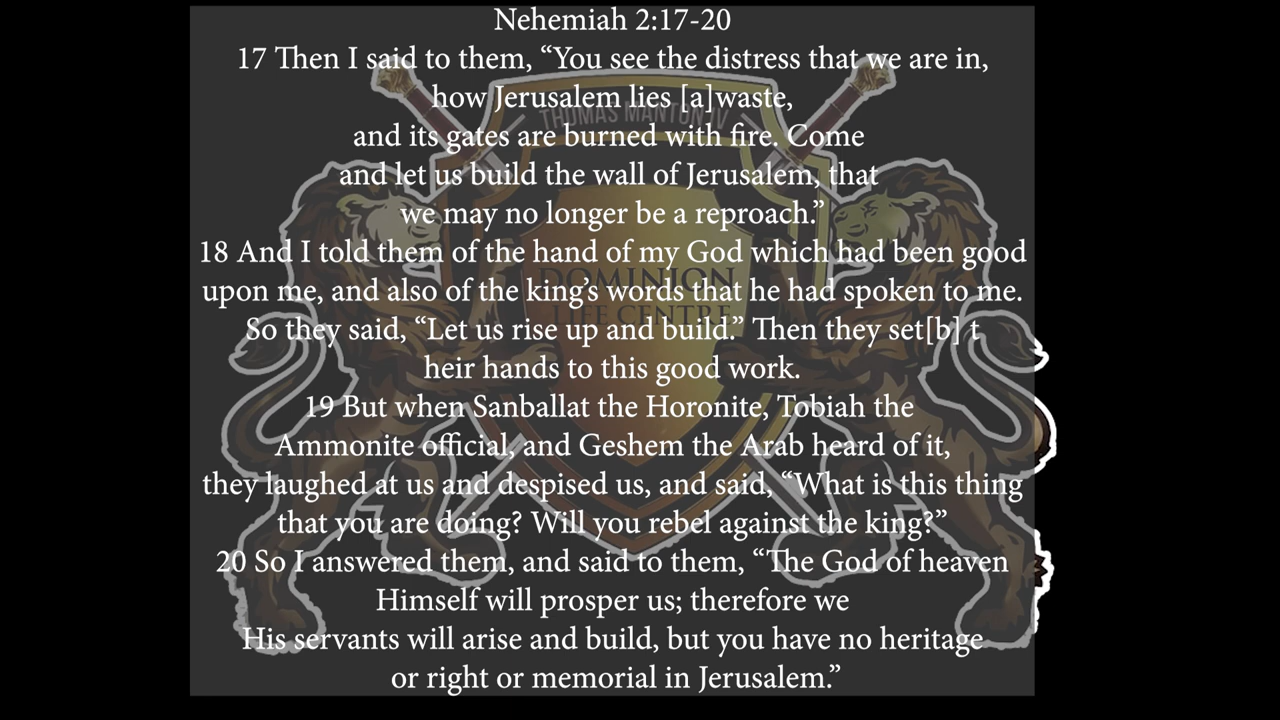 Nehemiah 2:17-20
17 Then I said to them, “You see the distress that we are in,
how Jerusalem lies [a]waste,
and its gates are burned with fire. Come
and let us build the wall of Jerusalem, that
we may no longer be a reproach.”
18 And I told them of the hand of my God which had been good
upon me, and also of the king’s words that he had spoken to me.
So they said, “Let us rise up and build.” Then they set[b] t
heir hands to this good work.
19 But when Sanballat the Horonite, Tobiah the
Ammonite official, and Geshem the Arab heard of it,
they laughed at us and despised us, and said, “What is this thing
that you are doing? Will you rebel against the king?”
20 So I answered them, and said to them, “The God of heaven
Himself will prosper us; therefore we
His servants will arise and build, but you have no heritage
or right or memorial in Jerusalem.”
THOMAS MANTON IV
DOMINION
LIFE CENTRE